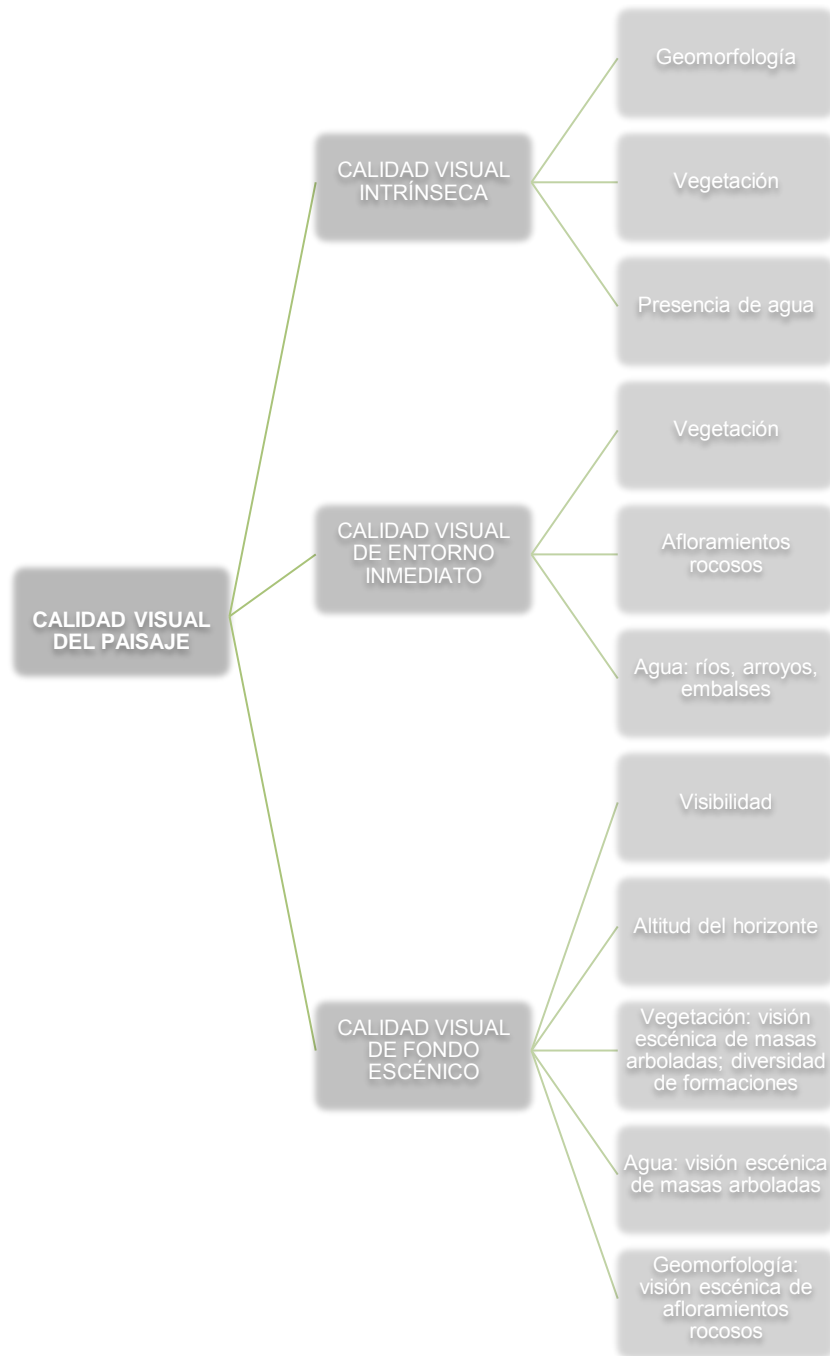 CALIDAD VISUAL
DEL PAISAJE
CALIDAD VISUAL
INTRÍNSECA
Geomorfología
Vegetación
Presencia de agua
CALIDAD VISUAL
DE ENTORNO
INMEDIATO
Vegetación
Afloramientos
rocosos
Agua: ríos, arroyos,
embalses
CALIDAD VISUAL
DE FONDO
ESCÉNICO
Visibilidad
Altitud del horizonte
Vegetación: visión
escénica de masas
arboladas; diversidad
de formaciones
Agua: visión escénica
de masas arboladas
Geomorfología:
visión escénica de
afloramientos
rocosos